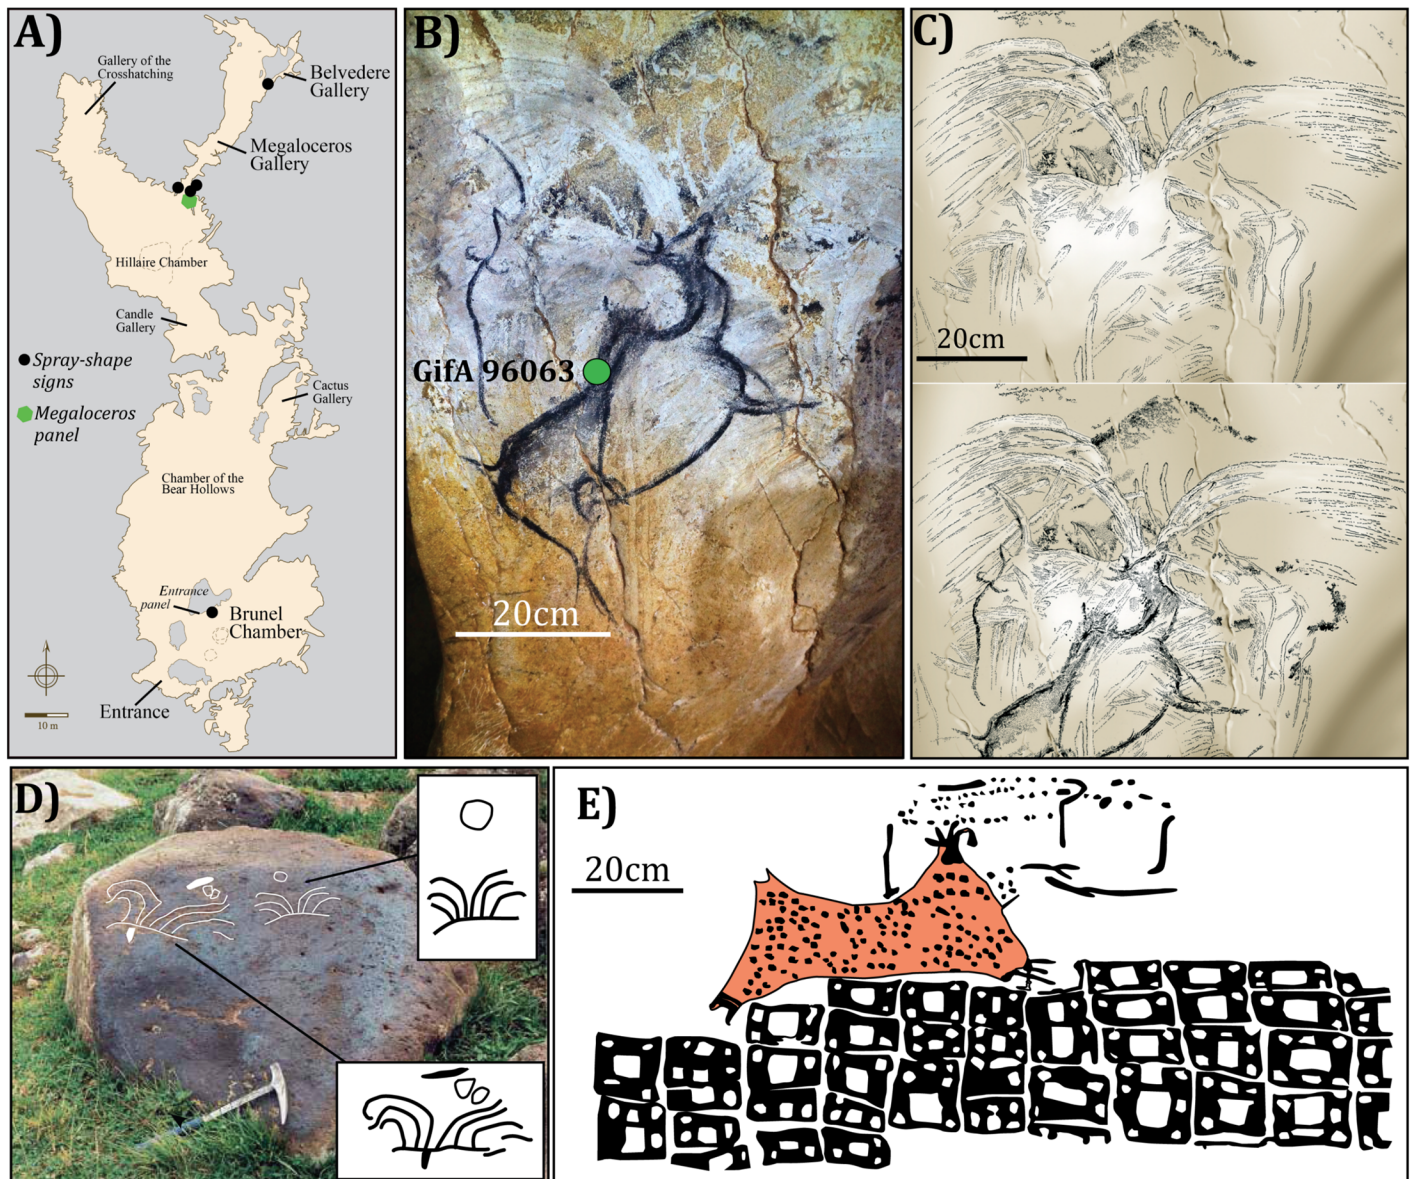 A)
Gallery of the
Crosshatching
Belvedere
Gallery
Megaloceros
Gallery
Hillaire Chamber
Candle
Gallery
Spray-shape
signs
Megaloceros
panel
Cactus
Gallery
Chamber of the
Bear Hollows
Entrance
panel
Brunel
Chamber
Entrance
10 m
B)
GifA 96063
20cm
C)
20cm
D)
E)
20cm